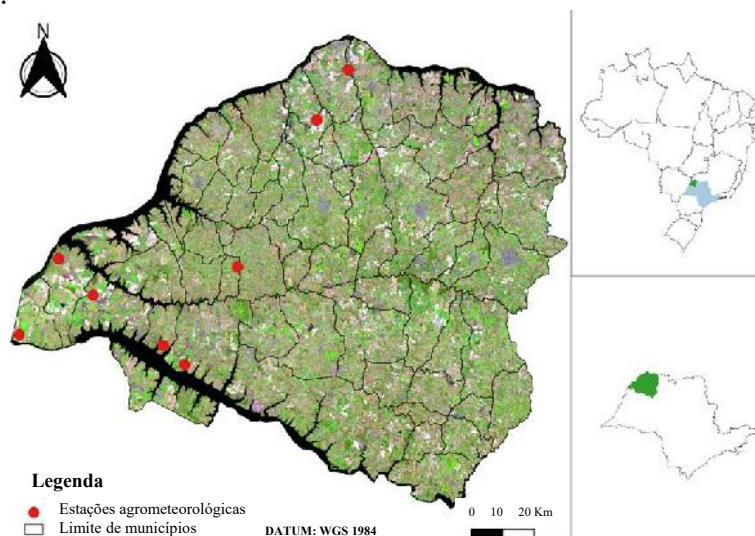 N
Legenda
Estações agrometeorológicas
Limite de municípios
DATUM: WGS 1984
0 10 20 Km